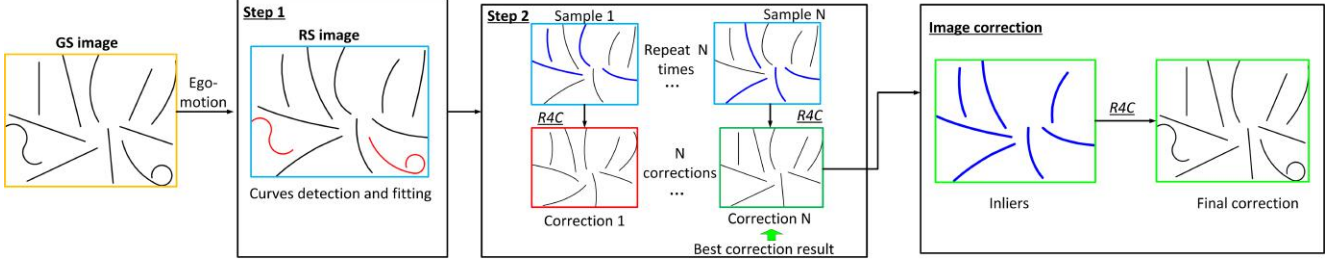 GS image
Ego-
motion
Step 1
RS image
Curves detection and fitting
Step 2
Sample 1
Repeat N
times
...
Sample N
R4C
R4C
N
corrections
...
Correction 1
Correction N
Best correction result
Image correction
R4C
Inliers
Final correction